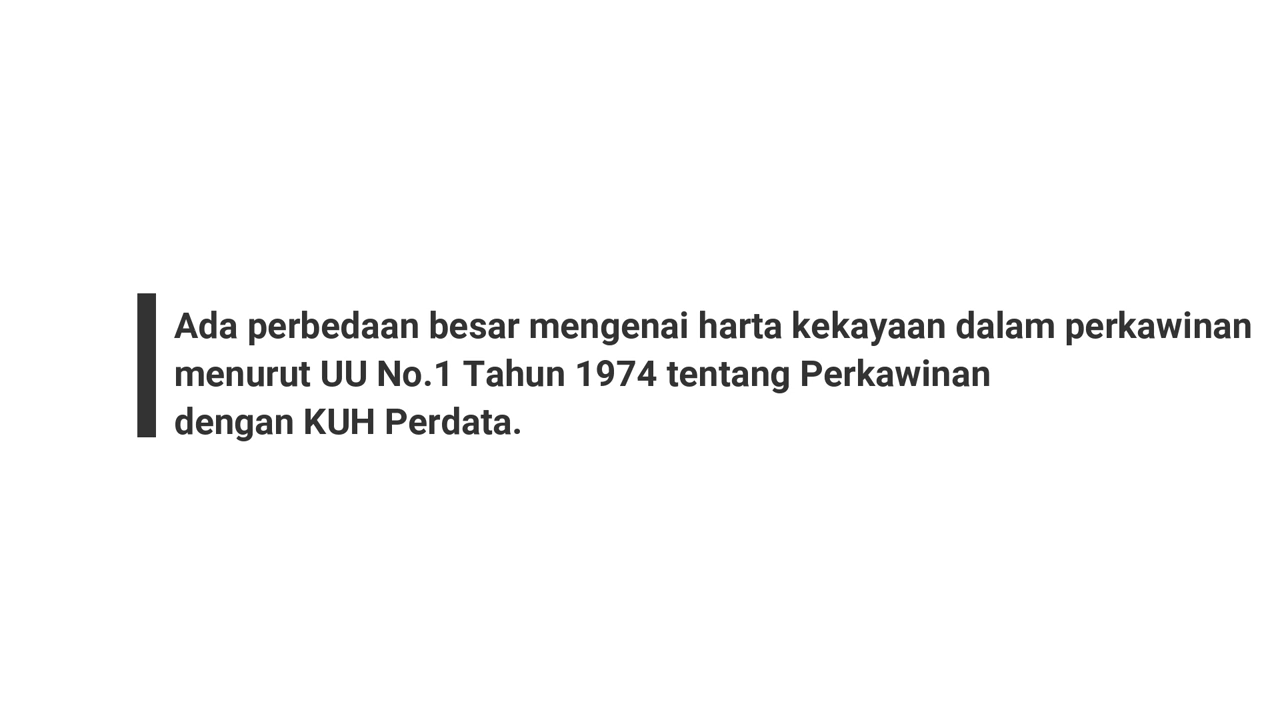 Ada perbedaan besar mengenai harta kekayaan dalam perkawinan
menurut UU No.1 Tahun 1974 tentang Perkawinan
dengan KUH Perdata.